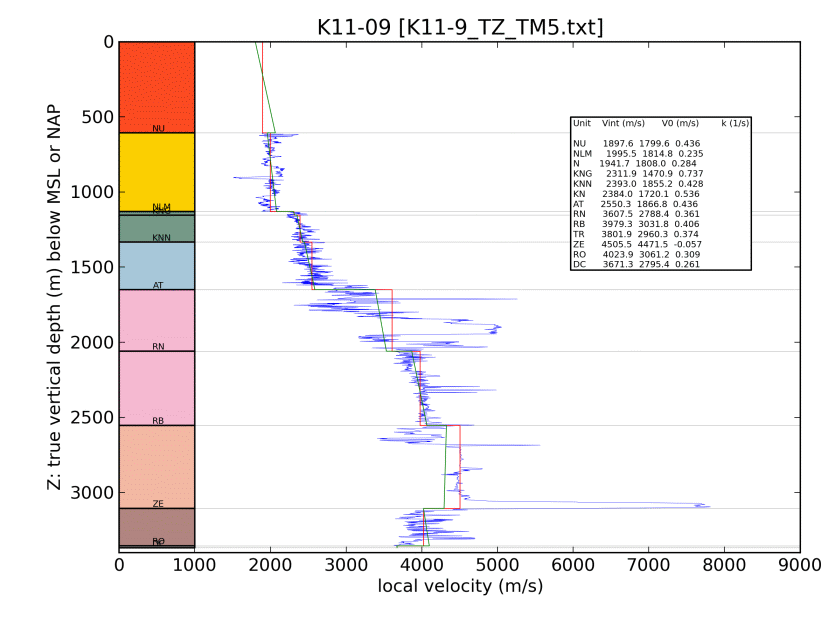 K11-09 [K11-9_TZ_TM5.txt]
0
500
1000
1500
2000
2500
3000
Z: true vertical depth (m) below MSL or NAP
NU
NLM
KNN
AT
RN
RB
ZE
RO
Unit Vint (m/s) V0 (m/s) k (1/s)
NU 1897.6 1799.6 0.436
NLM 1995.5 1814.8 0.235
N 1941.7 1808.0 0.284
KNG 2311.9 1470.9 0.737
KNN 2393.0 1855.2 0.428
KN 2384.0 1720.1 0.536
AT 2550.3 1866.8 0.436
RN 3607.5 2788.4 0.361
RB 3979.3 3031.8 0.406
TR 3801.9 2960.3 0.374
ZE 4505.5 4471.5 -0.057
RO 4023.9 3061.2 0.309
DC 3671.3 2795.4 0.261
0 1000 2000 3000 4000 5000 6000 7000 8000 9000
local velocity (m/s)